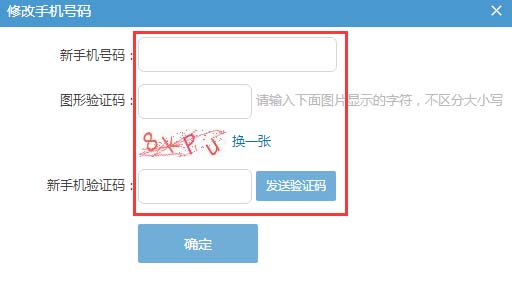 修改手机号码
新手机号码：
图形验证码： 请输入下面图片显示的字符，不区分大小写
8YPU 换一张
新手机验证码： 发送验证码
确定